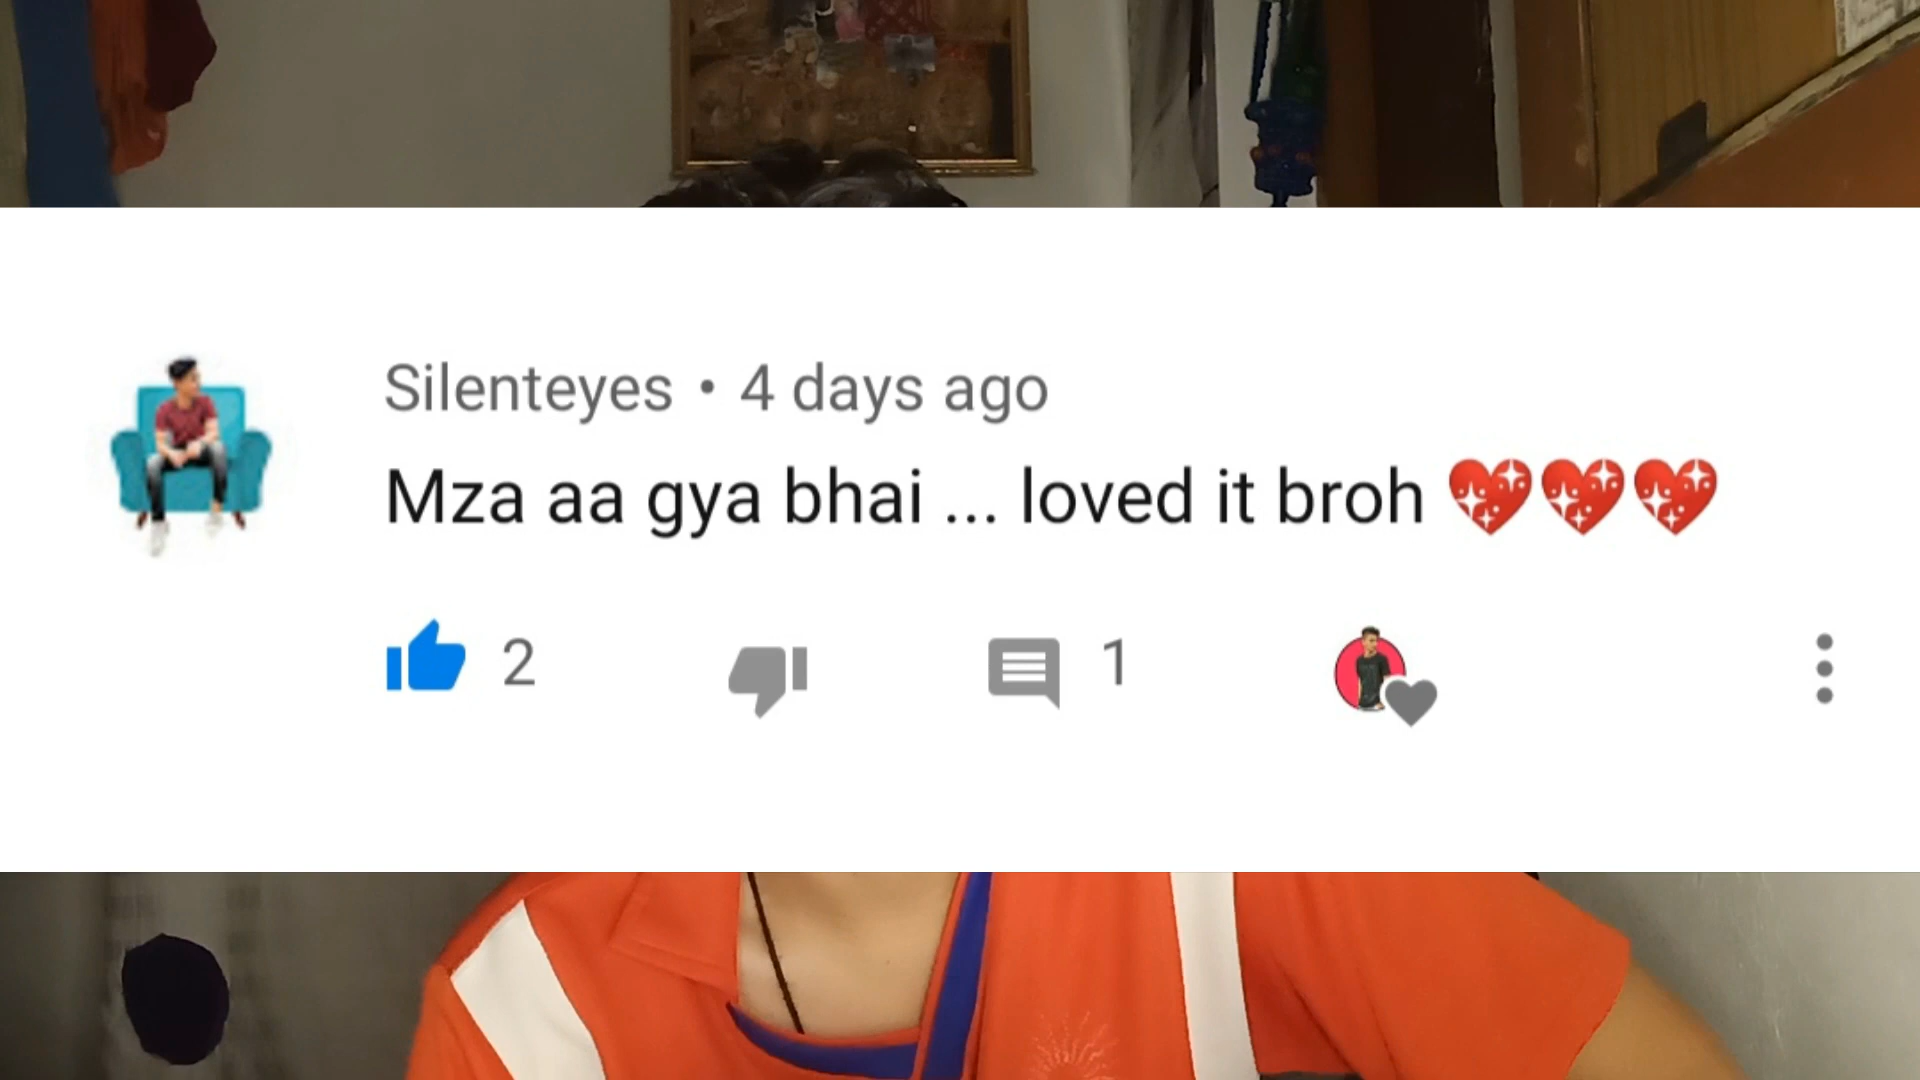 Silenteyes • 4 days ago
Mza aa gya bhai ... loved it broh 💖💖💖
2
1